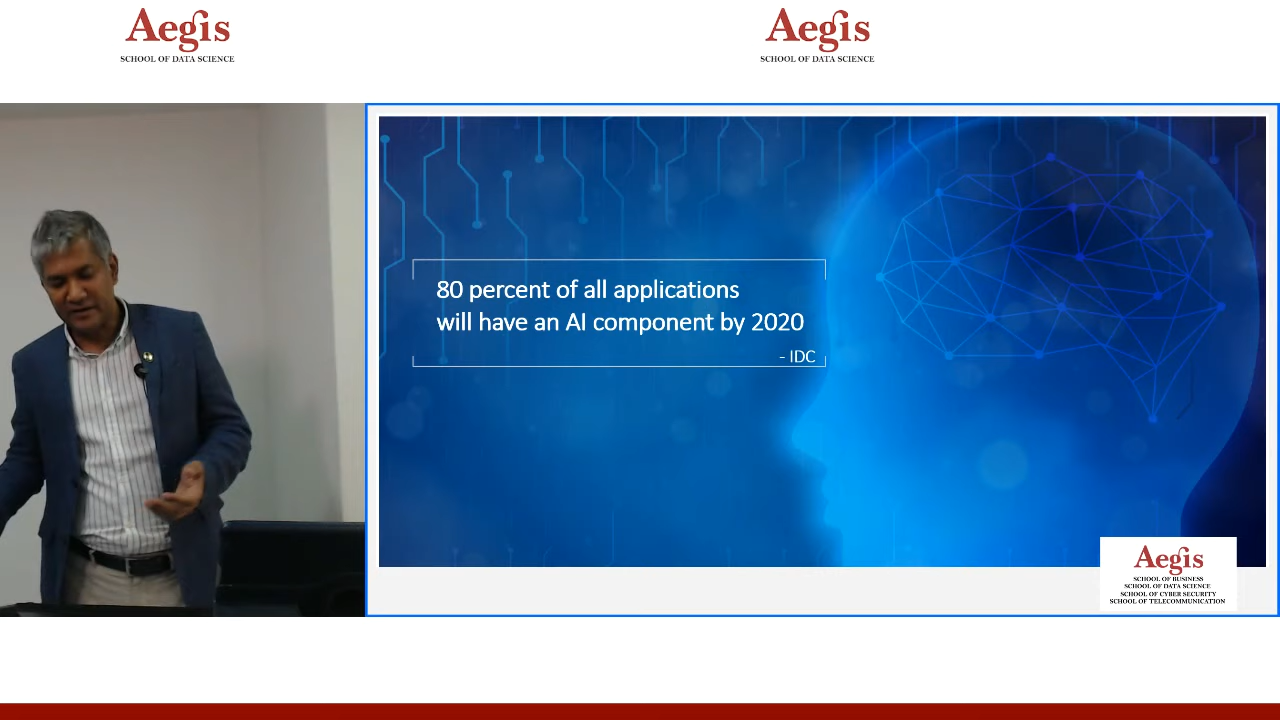 Aegis
SCHOOL OF DATA SCIENCE
Aegis
SCHOOL OF DATA SCIENCE
80 percent of all applications
will have an AI component by 2020
- IDC
Aegis
SCHOOL OF BUSINESS
SCHOOL OF DATA SCIENCE
SCHOOL OF CYBER SECURITY
SCHOOL OF TELECOMMUNICATION